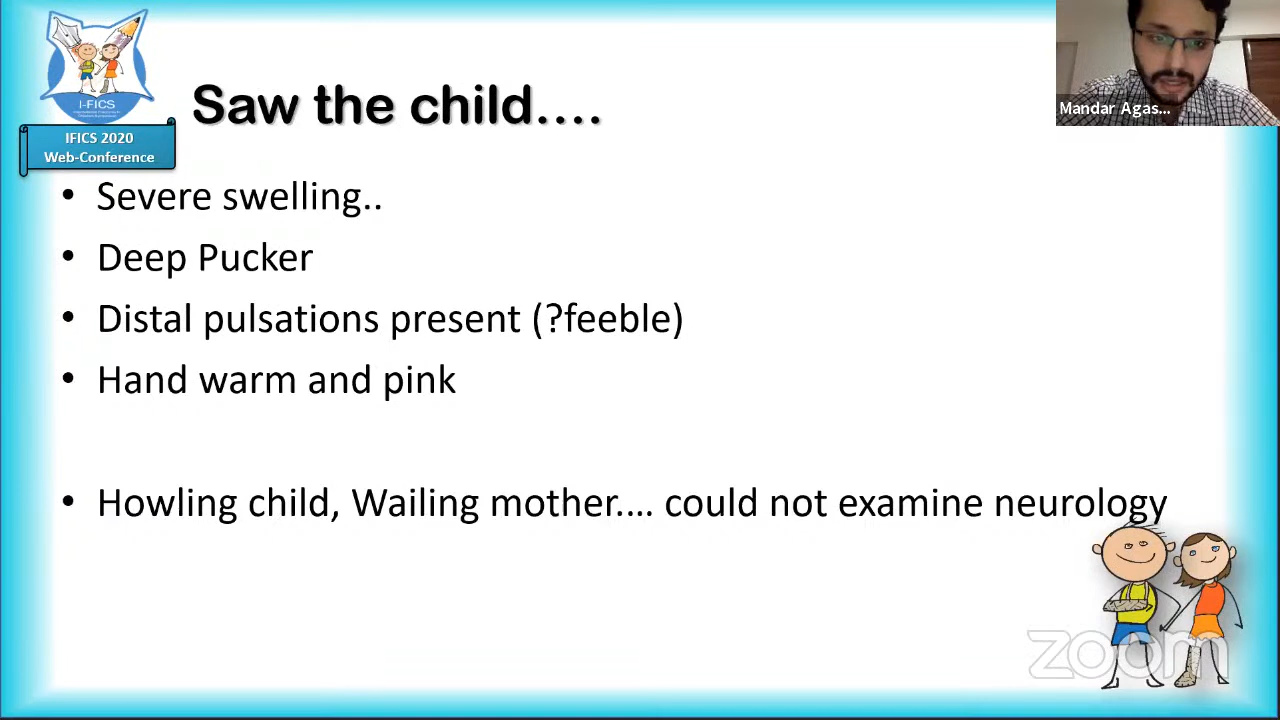 I-FICS
IFICS 2020
Web-Conference
Saw the child....
Mandar Agas...
• Severe swelling..
• Deep Pucker
• Distal pulsations present (?feeble)
• Hand warm and pink
• Howling child, Wailing mother.... could not examine neurology
zoom